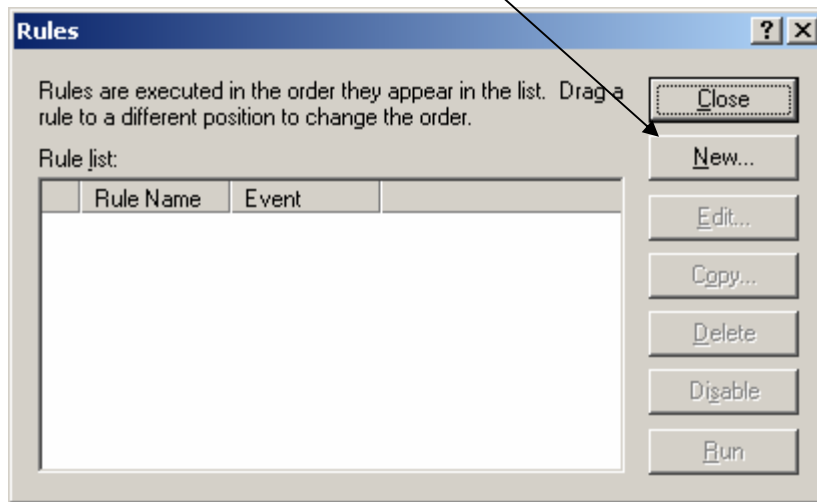 Rules
Rules are executed in the order they appear in the list. Drag a
rule to a different position to change the order.
Rule list:
Rule Name Event
Close
New...
Edit...
Copy...
Delete
Disable
Run